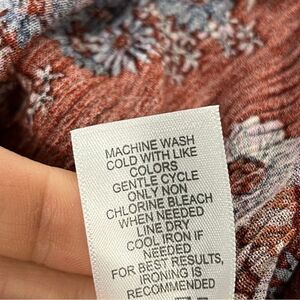 MACHINE WASH
COLD WITH LIKE
COLORS
GENTLE CYCLE
ONLY NON
CHLORINE BLEACH
WHEN NEEDED
LINE DRY
COOL IRON IF
NEEDED
FOR BEST RESULTS,
IRONING IS
RECOMMENDED